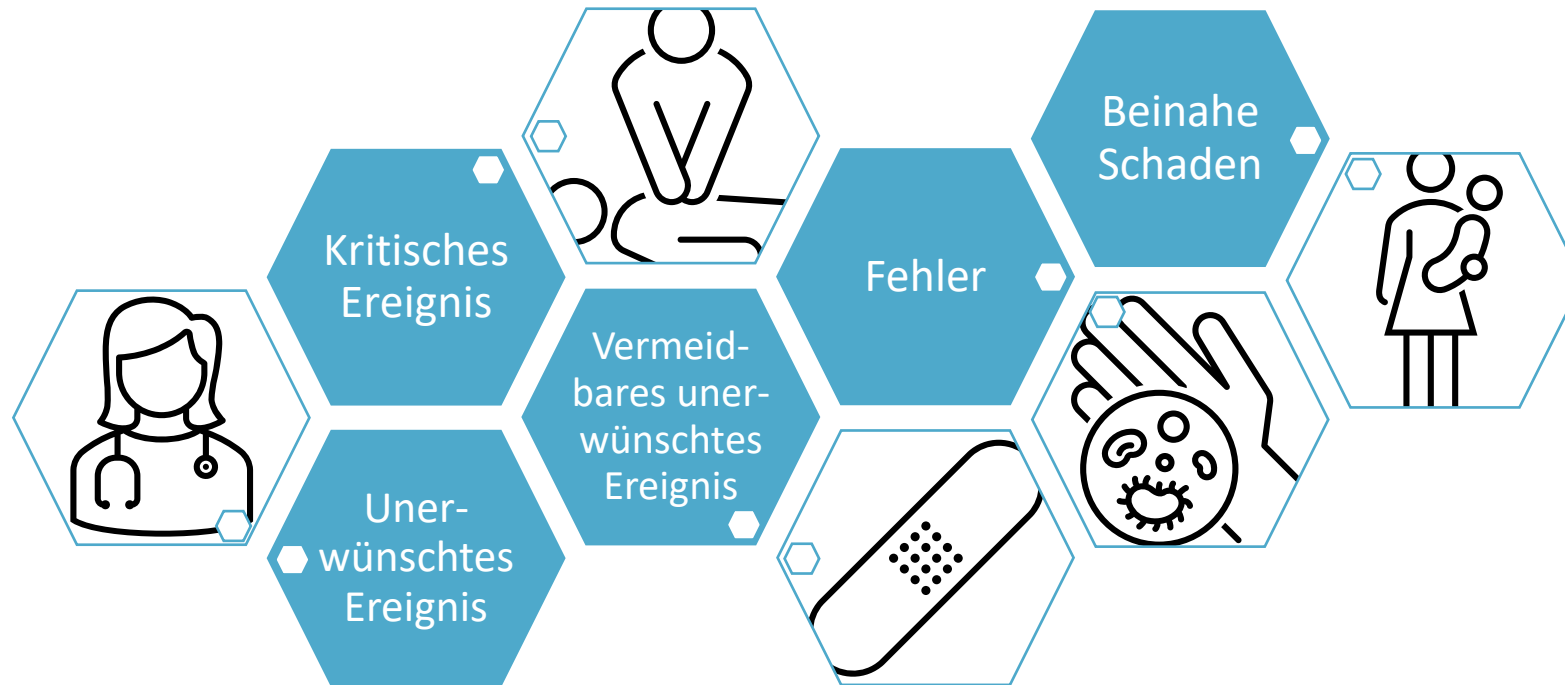 Kritisches
Ereignis
Uner-
wünschtes
Ereignis
Vermeid-
bares uner-
wünschtes
Ereignis
Fehler
Beinahe
Schaden